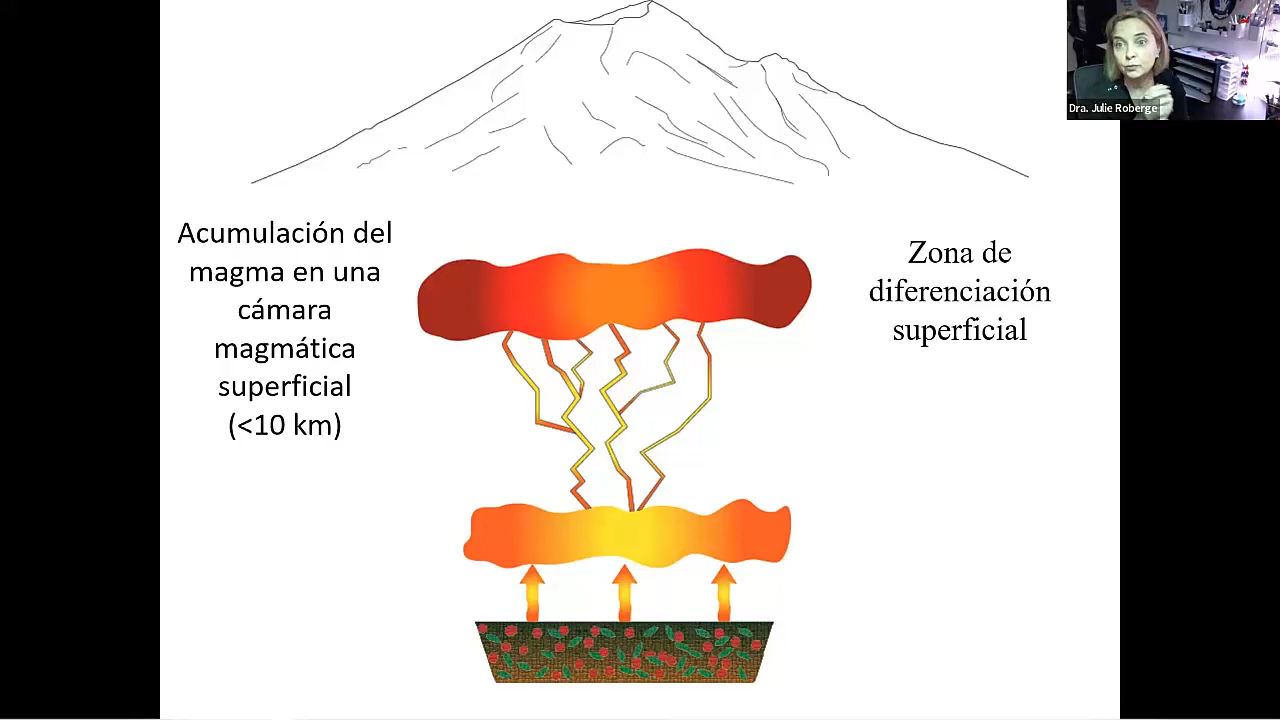 Dra. Julie Roberge
Acumulación del
magma en una
cámara
magmática
superficial
(<10 km)
Zona de
diferenciación
superficial